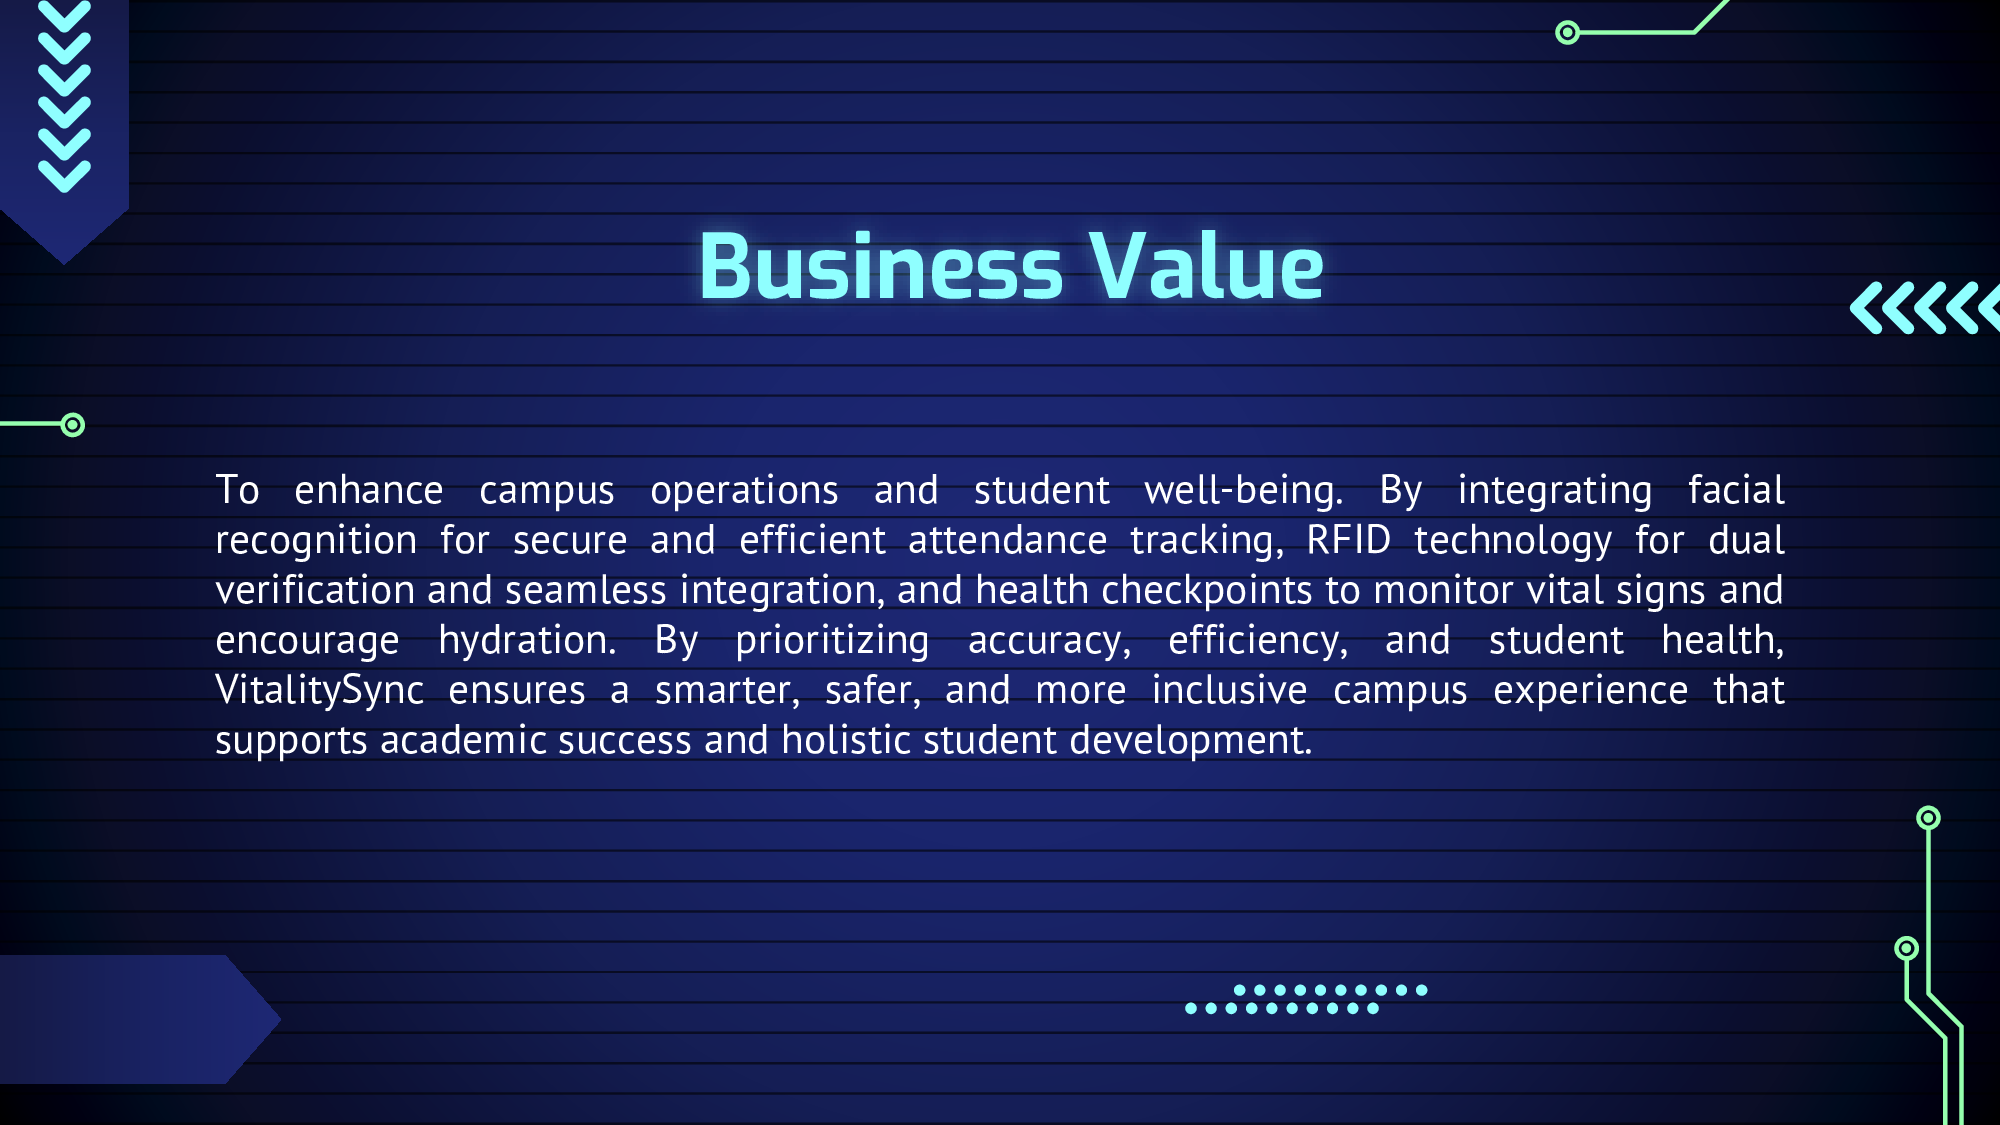 Business Value
To enhance campus operations and student well-being. By integrating facial
recognition for secure and efficient attendance tracking, RFID technology for dual
verification and seamless integration, and health checkpoints to monitor vital signs and
encourage hydration. By prioritizing accuracy, efficiency, and student health,
VitalitySync ensures a smarter, safer, and more inclusive campus experience that
supports academic success and holistic student development.